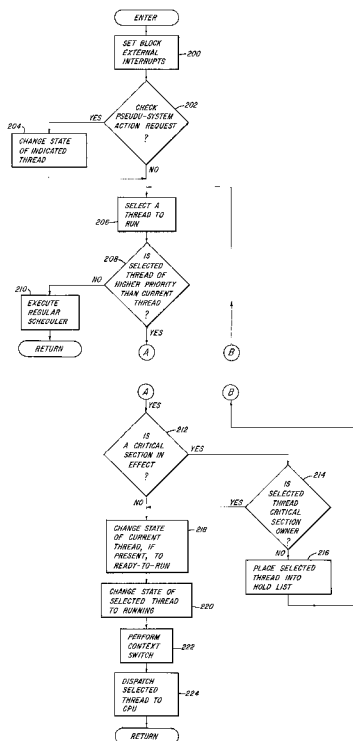 ENTER
SET BLOCK
EXTERNAL
INTERRUPTS
200
CHECK
PSEUDU-SYSTEM
ACTION REQUEST
?
202
YES
NO
204
CHANGE STATE
OF INDICATED
THREAD
SELECT A
THREAD TO
RUN
206
208
IS
SELECTED
THREAD OF
HIGHER PRIORITY
THAN CURRENT
THREAD
?
NO
YES
210
EXECUTE
REGULAR
SCHEDULER
RETURN
A
B
A
B
YES
212
IS
A CRITICAL
SECTION IN
EFFECT
?
YES
NO
214
IS
SELECTED
THREAD
CRITICAL
SECTION
OWNER
?
YES
NO
216
PLACE SELECTED
THREAD INTO
HOLD LIST
CHANGE STATE
OF CURRENT
THREAD, IF
PRESENT, TO
READY-TO-RUN
218
CHANGE STATE OF
SELECTED THREAD
TO RUNNING
220
PERFORM
CONTEXT
SWITCH
222
DISPATCH
SELECTED
THREAD TO
CPU
224
RETURN